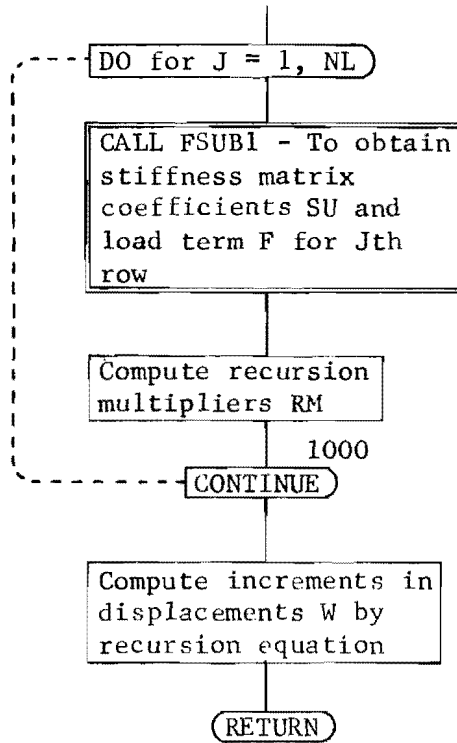 DO for J = 1, NL
CALL FSUB1 - To obtain
stiffness matrix
coefficients SU and
load term F for Jth
row
Compute recursion
multipliers RM
1000
CONTINUE
Compute increments in
displacements W by
recursion equation
RETURN